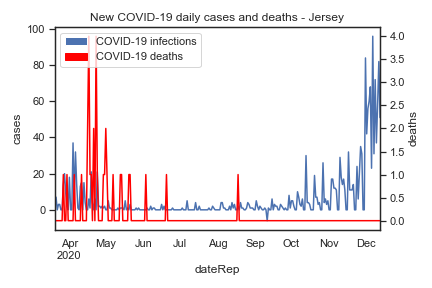 New COVID-19 daily cases and deaths - Jersey
COVID-19 infections
COVID-19 deaths
100
80
60
40
20
0
cases
4.0
3.5
3.0
2.5
2.0
1.5
1.0
0.5
0.0
deaths
Apr May Jun Jul Aug Sep Oct Nov Dec
2020
dateRep